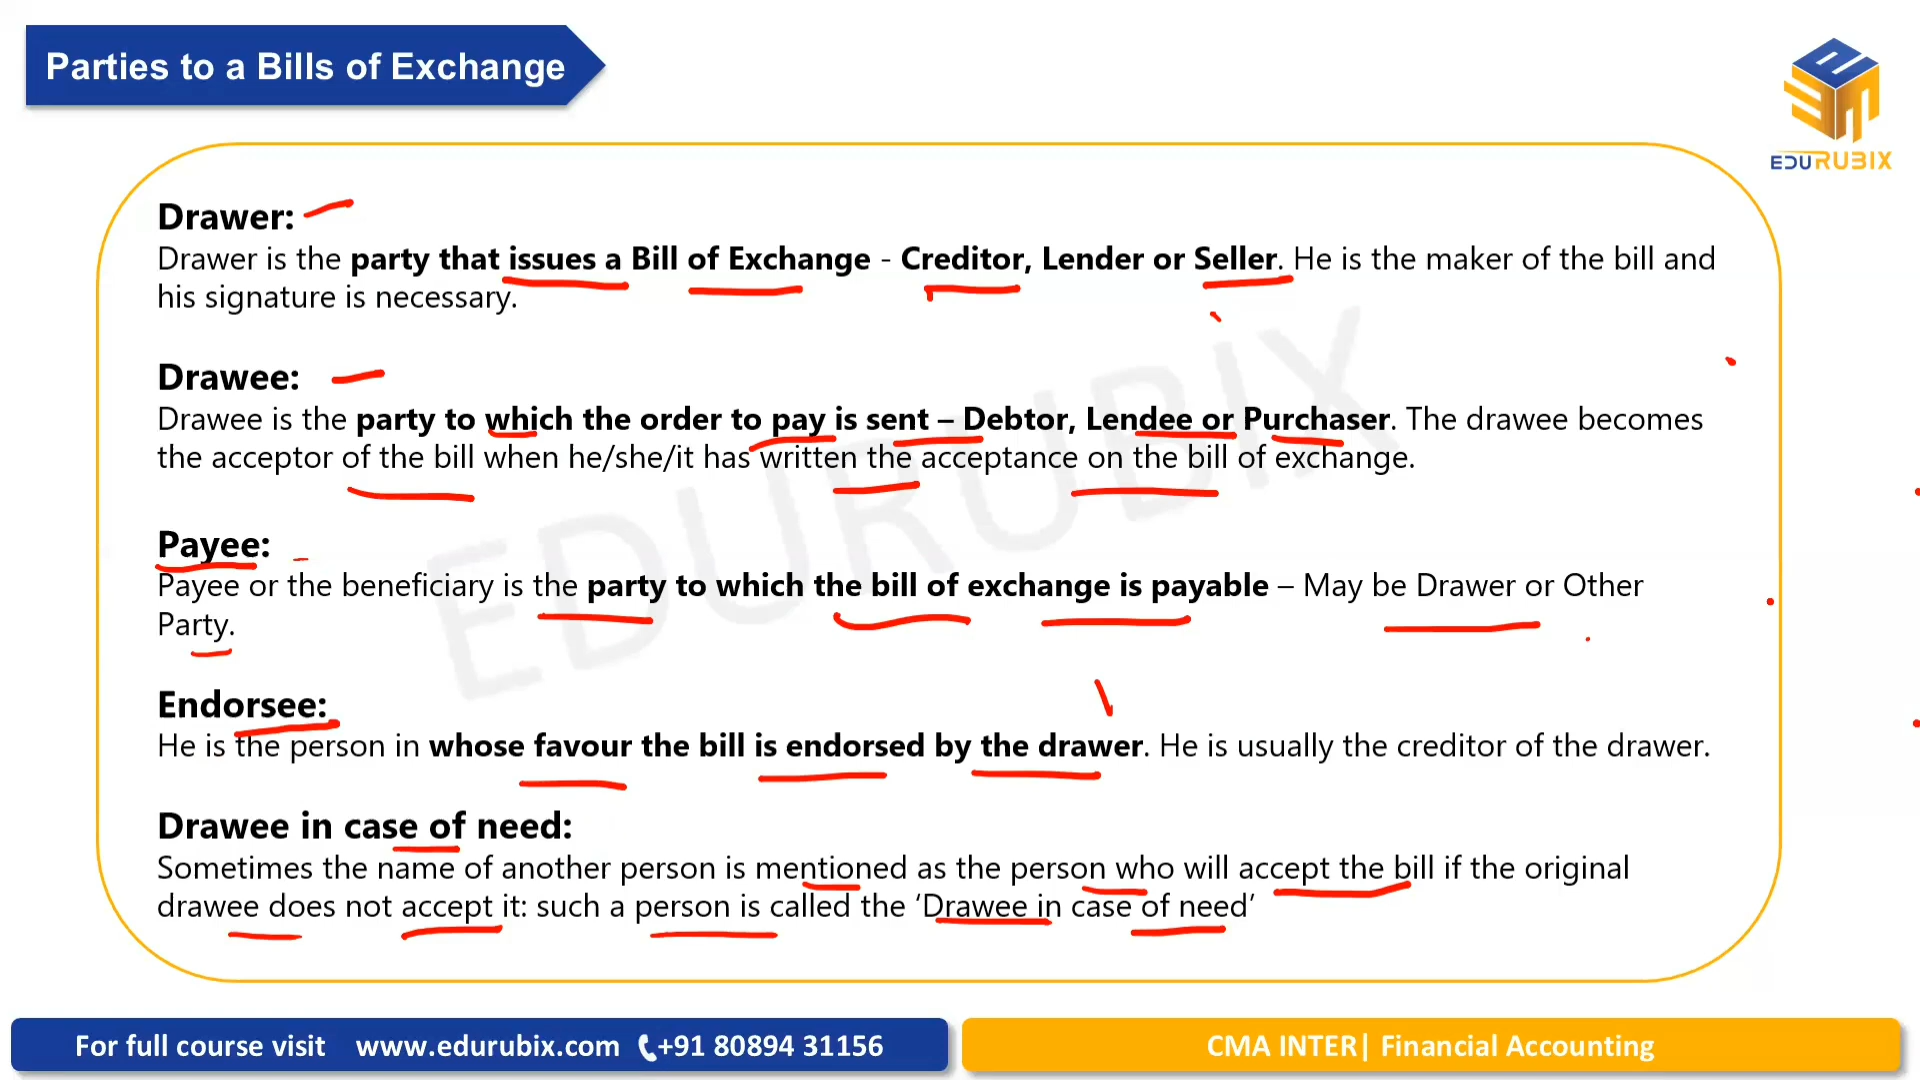 Parties to a Bills of Exchange
EDURUBIX
Drawer:
Drawer is the party that issues a Bill of Exchange - Creditor, Lender or Seller. He is the maker of the bill and
his signature is necessary.
Drawee:
Drawee is the party to which the order to pay is sent – Debtor, Lendee or Purchaser. The drawee becomes
the acceptor of the bill when he/she/it has written the acceptance on the bill of exchange.
Payee:
Payee or the beneficiary is the party to which the bill of exchange is payable – May be Drawer or Other
Party.
EDURUBIX
Endorsee:
He is the person in whose favour the bill is endorsed by the drawer. He is usually the creditor of the drawer.
Drawee in case of need:
Sometimes the name of another person is mentioned as the person who will accept the bill if the original
drawee does not accept it: such a person is called the ‘Drawee in case of need’
For full course visit www.edurubix.com +91 80894 31156
CMA INTER| Financial Accounting